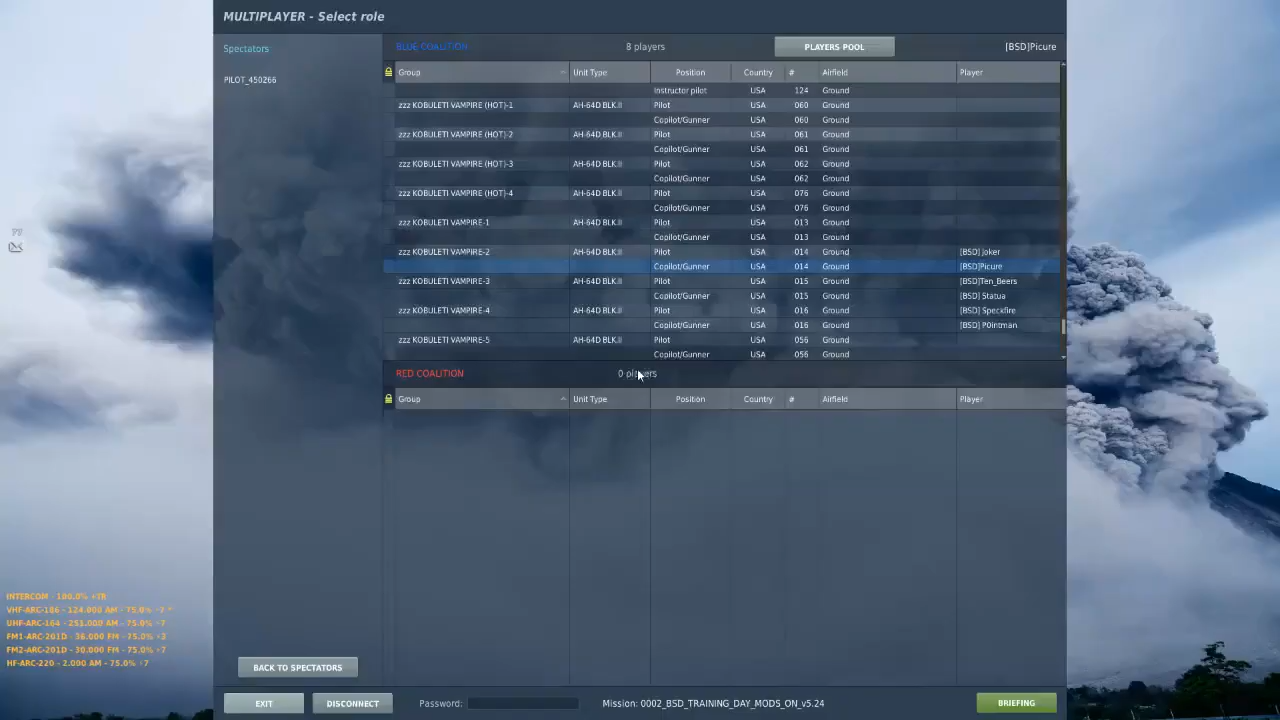 MULTIPLAYER - Select role
Spectators
PILOT_450266
BLUE COALITION 8 players PLAYERS POOL [BSD]Picure
Group Unit Type Position Country # Airfield Player
Instructor pilot USA 124 Ground
zzz KOBULETI VAMPIRE (HOT)-1 AH-64D BLK.II Pilot USA 060 Ground
Copilot/Gunner USA 060 Ground
zzz KOBULETI VAMPIRE (HOT)-2 AH-64D BLK.II Pilot USA 061 Ground
Copilot/Gunner USA 061 Ground
zzz KOBULETI VAMPIRE (HOT)-3 AH-64D BLK.II Pilot USA 062 Ground
Copilot/Gunner USA 062 Ground
zzz KOBULETI VAMPIRE (HOT)-4 AH-64D BLK.II Pilot USA 076 Ground
Copilot/Gunner USA 076 Ground
zzz KOBULETI VAMPIRE-1 AH-64D BLK.II Pilot USA 013 Ground
Copilot/Gunner USA 013 Ground
zzz KOBULETI VAMPIRE-2 AH-64D BLK.II Pilot USA 014 Ground [BSD] Joker
Copilot/Gunner USA 014 Ground [BSD]Picure
zzz KOBULETI VAMPIRE-3 AH-64D BLK.II Pilot USA 015 Ground [BSD]Ten_Beers
Copilot/Gunner USA 015 Ground [BSD] Statua
zzz KOBULETI VAMPIRE-4 AH-64D BLK.II Pilot USA 016 Ground [BSD] Speckfire
Copilot/Gunner USA 016 Ground [BSD] P0intman
zzz KOBULETI VAMPIRE-5 AH-64D BLK.II Pilot USA 056 Ground
Copilot/Gunner USA 056 Ground
RED COALITION 0 players
Group Unit Type Position Country # Airfield Player
INTERCOM - 100.0% +TR
VHF-ARC-186 - 124.000 AM - 75.0% -7 *
UHF-ARC-164 - 251.000 AM - 75.0% -7
FM1-ARC-201D - 36.000 FM - 75.0% -3
FM2-ARC-201D - 30.000 FM - 75.0% -7
HF-ARC-220 - 2.000 AM - 75.0% -7
BACK TO SPECTATORS
EXIT DISCONNECT Password: Mission: 0002_BSD_TRAINING_DAY_MODS_ON_v5.24 BRIEFING